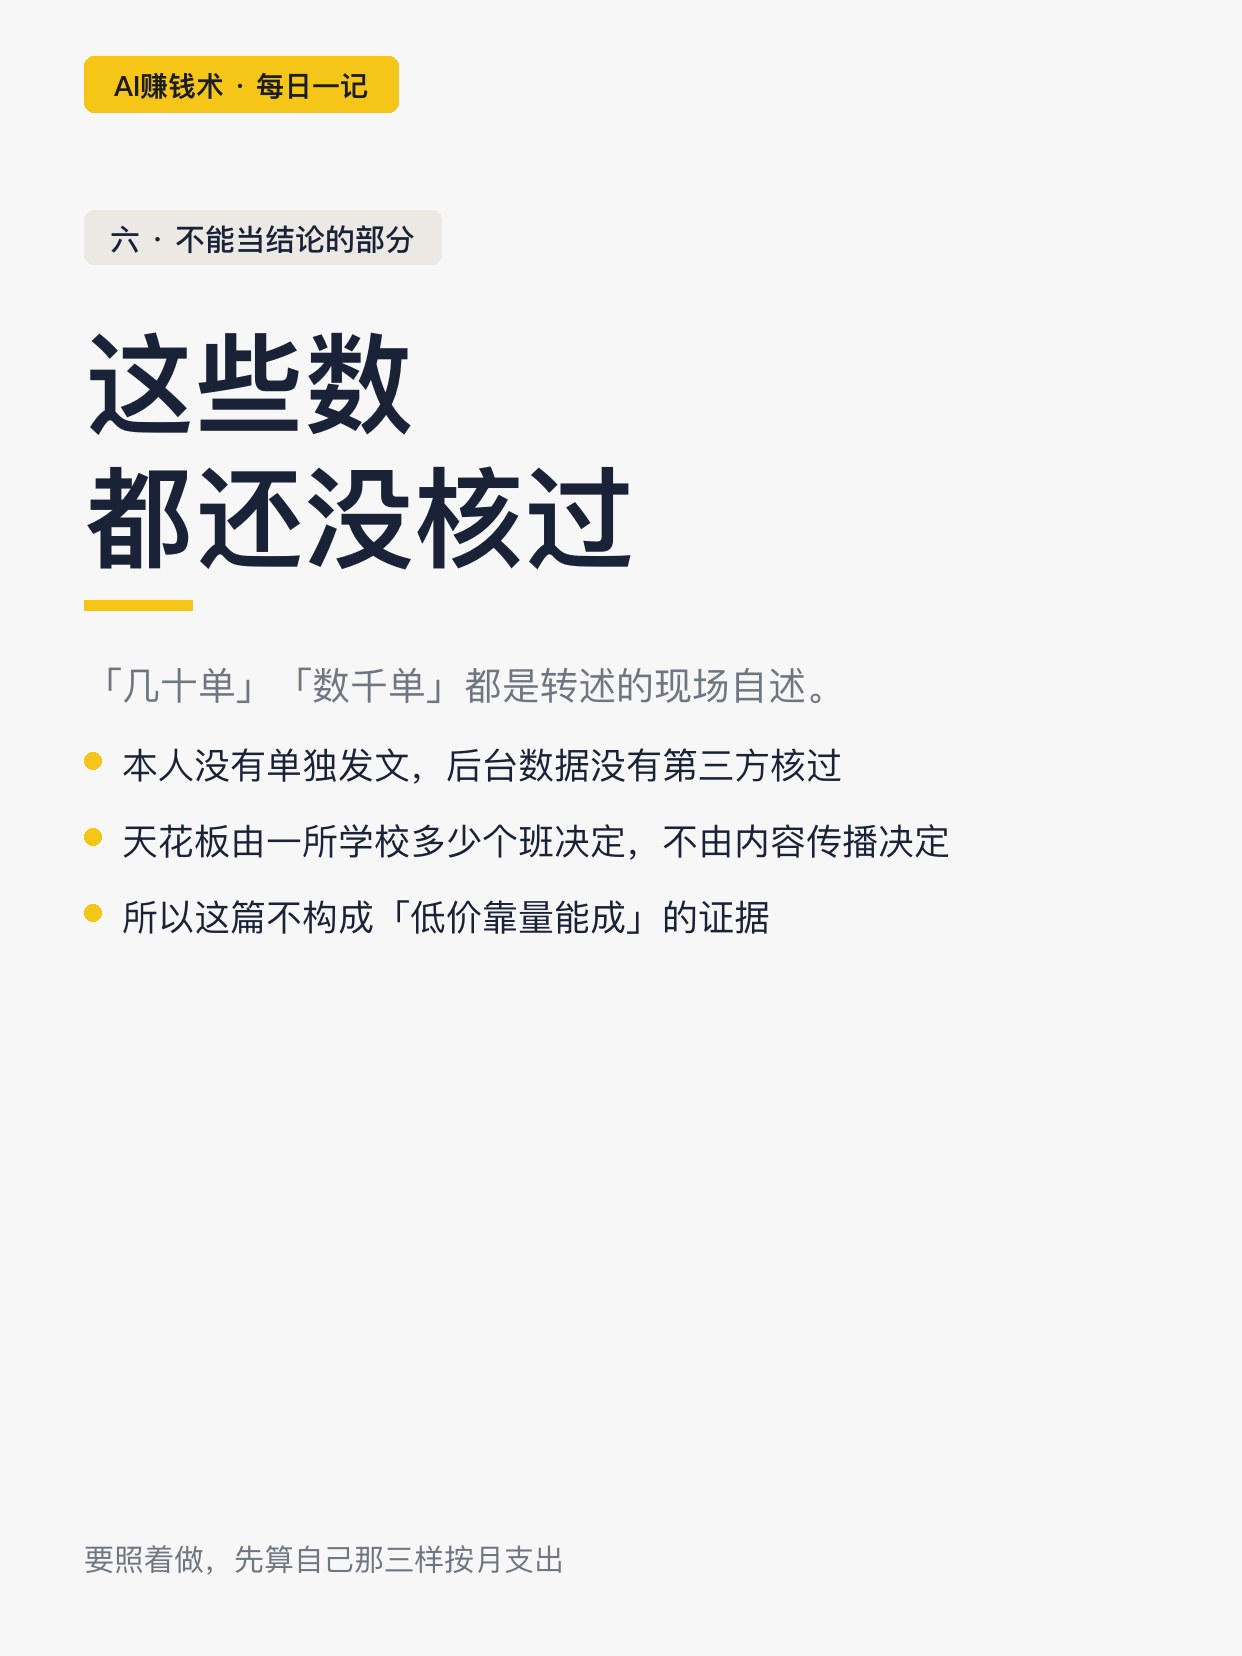 AI赚钱术 · 每日一记
六 · 不能当结论的部分
这些数
都还没核过
「几十单」「数千单」都是转述的现场自述。
本人没有单独发文，后台数据没有第三方核过
天花板由一所学校多少个班决定，不由内容传播决定
所以这篇不构成「低价靠量能成」的证据
要照着做，先算自己那三样按月支出